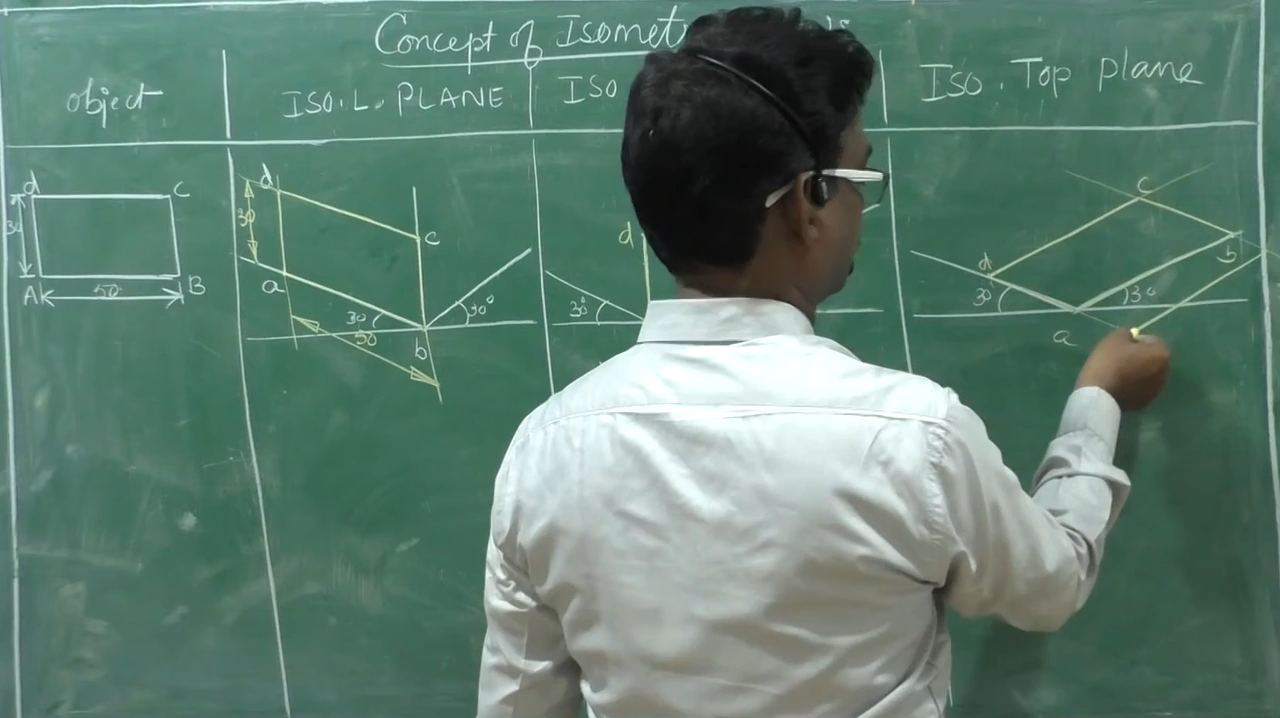 Concept of Isomet
object
ISO. L. PLANE
ISO
Iso. Top plane
d C
30
A 50 B
d
30
c
a
30° 30°
50
b
d
30°
c
d
b
30° 30
a